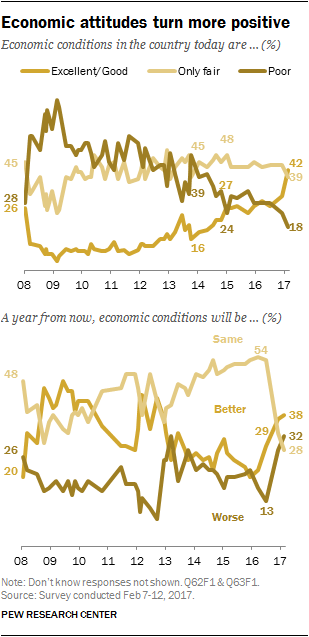 Economic attitudes turn more positive
Economic conditions in the country today are ... (%)
Excellent/Good Only fair Poor
45
28
26
45
39
16
48
27
24
42
39
18
08 09 10 11 12 13 14 15 16 17
A year from now, economic conditions will be ... (%)
Same
54
48
Better
38
29
32
28
26
20
13
Worse
08 09 10 11 12 13 14 15 16 17
Note: Don't know responses not shown. Q62F1 & Q63F1.
Source: Survey conducted Feb 7-12, 2017.
PEW RESEARCH CENTER